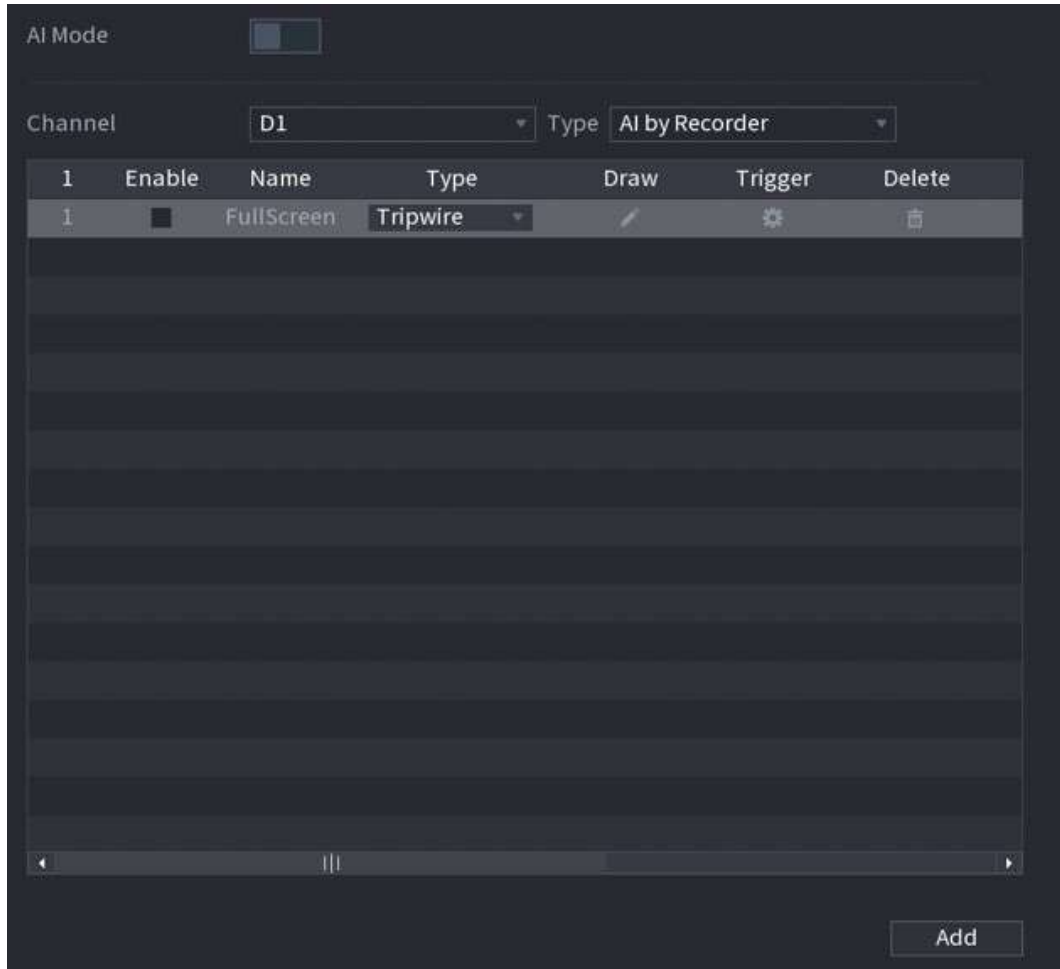 AI Mode
Channel D1 Type AI by Recorder
1 Enable Name Type Draw Trigger Delete
1 FullScreen Tripwire
Add